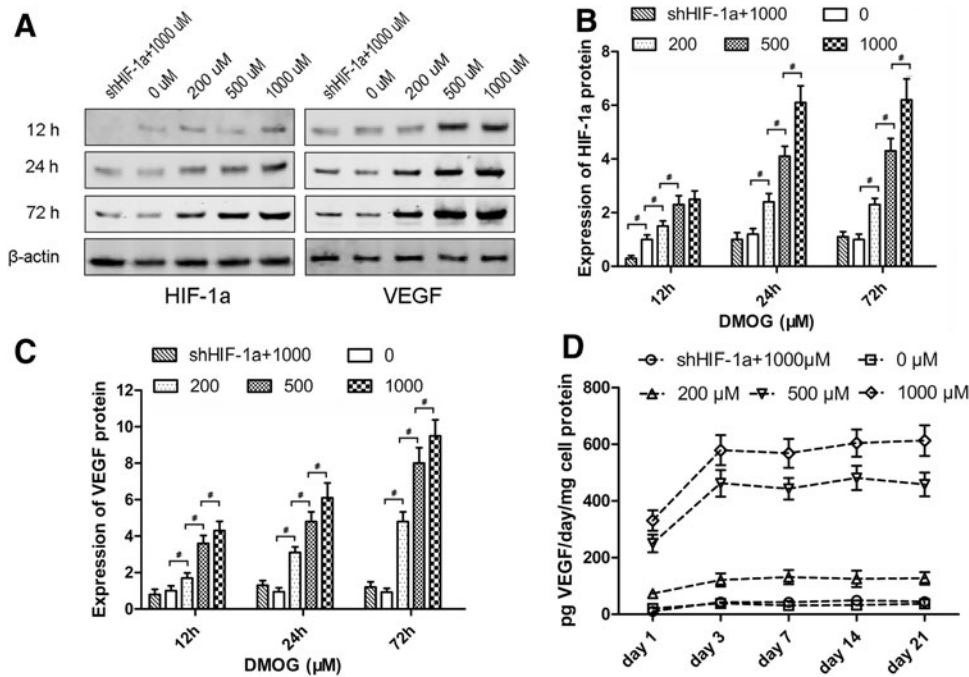 A
shHIF-1a+1000 uM
0 uM
200 uM
500 uM
1000 uM
shHIF-1a+1000 uM
0 uM
200 uM
500 uM
1000 uM
12 h
24 h
72 h
β-actin
HIF-1a
VEGF
B
shHIF-1a+1000
0
200
500
1000
Expression of HIF-1a protein
8
6
4
2
0
#
#
#
#
#
#
#
#
#
12h
24h
72h
DMOG (µM)
C
shHIF-1a+1000
0
200
500
1000
Expression of VEGF protein
12
10
8
6
4
2
0
#
#
#
#
#
#
#
#
#
12h
24h
72h
DMOG (µM)
D
shHIF-1a+1000µM
0 µM
200 µM
500 µM
1000 µM
pg VEGF/day/mg cell protein
800
600
400
200
0
day 1
day 3
day 7
day 14
day 21